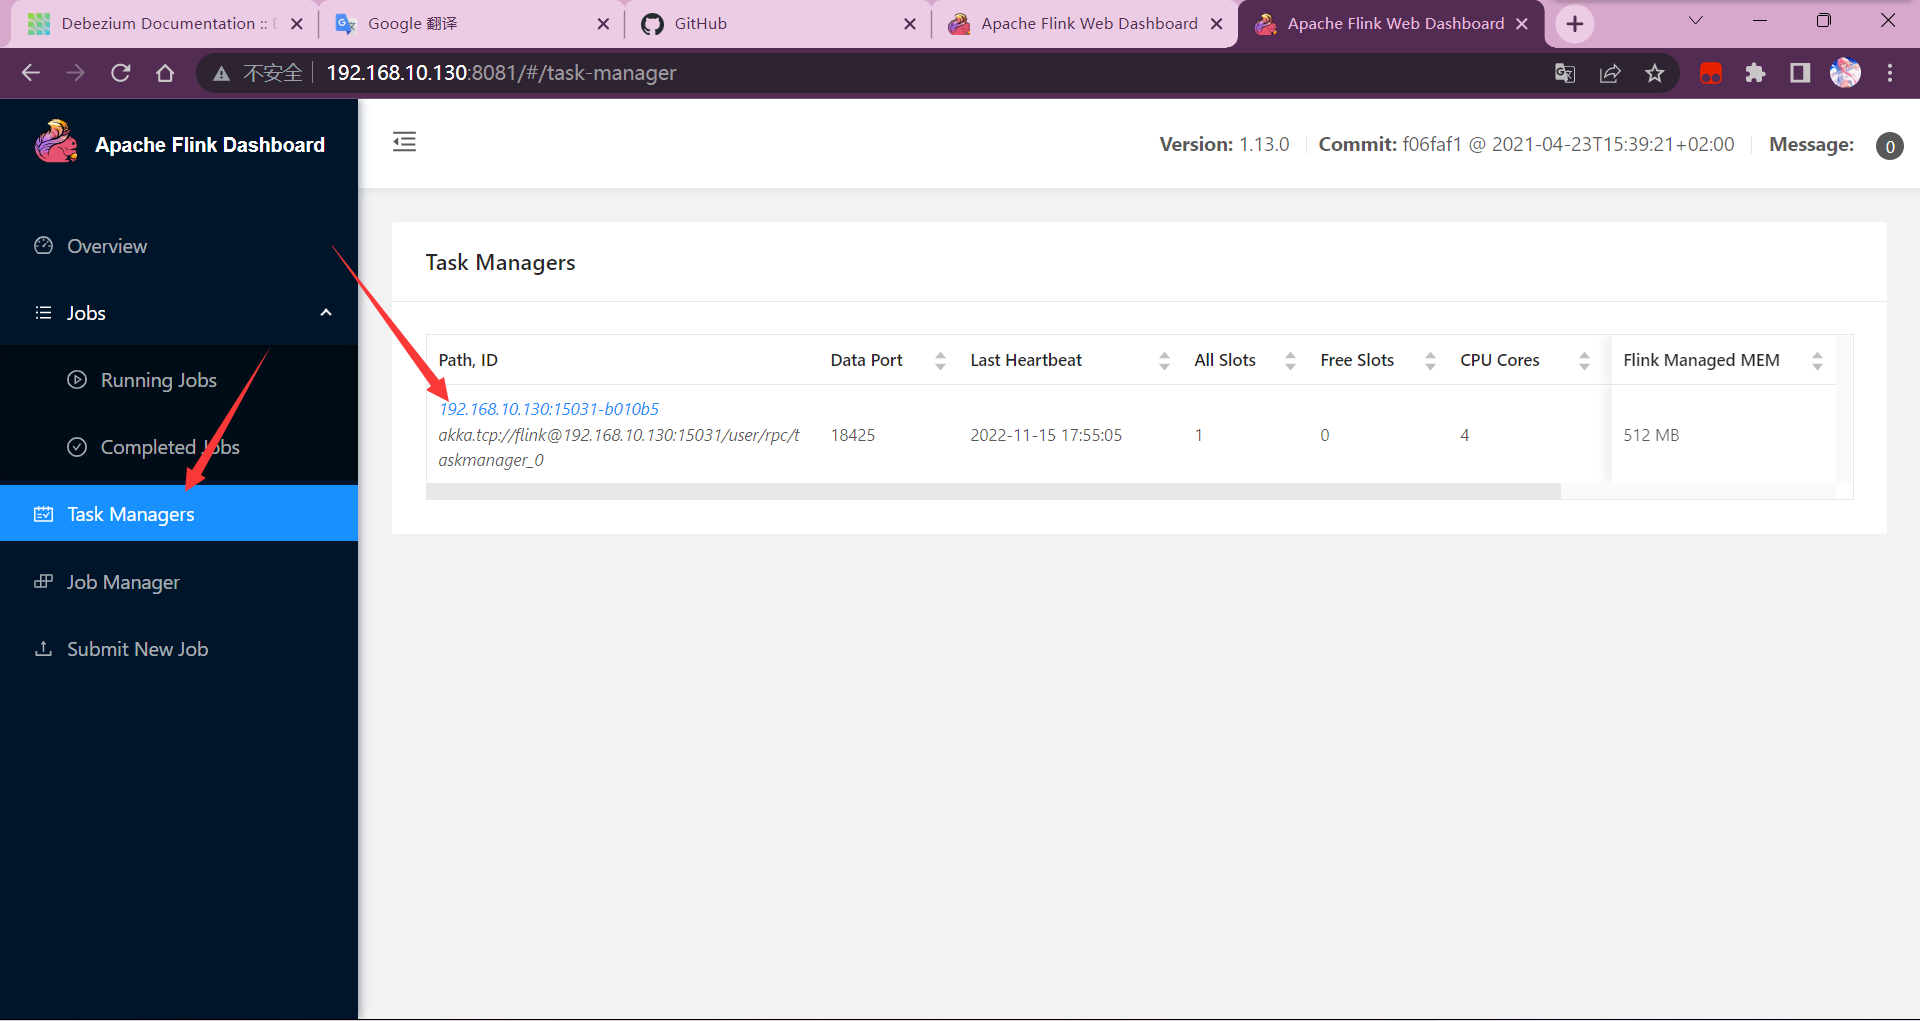 Debezium Documentation ::
Google 翻译
GitHub
Apache Flink Web Dashboard
Apache Flink Web Dashboard
不安全
192.168.10.130:8081/#/task-manager
Apache Flink Dashboard
Version: 1.13.0
Commit: f06faf1 @ 2021-04-23T15:39:21+02:00
Message: 0
Overview
Jobs
Running Jobs
Completed Jobs
Task Managers
Job Manager
Submit New Job
Task Managers
Path, ID
Data Port
Last Heartbeat
All Slots
Free Slots
CPU Cores
Flink Managed MEM
192.168.10.130:15031-b010b5
akka.tcp://flink@192.168.10.130:15031/user/rpc/t
askmanager_0
18425
2022-11-15 17:55:05
1
0
4
512 MB